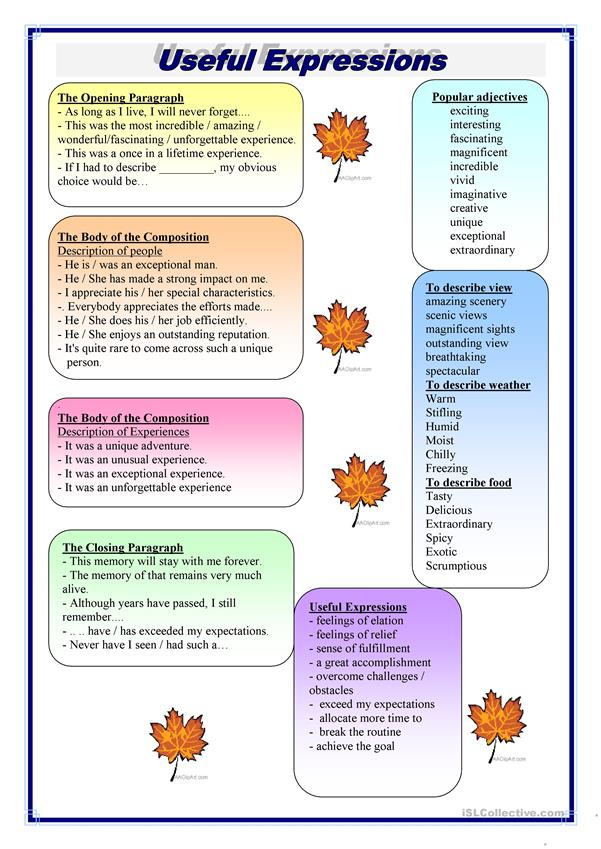 Useful Expressions
The Opening Paragraph
- As long as I live, I will never forget....
- This was the most incredible / amazing /
wonderful/fascinating / unforgettable experience.
- This was a once in a lifetime experience.
- If I had to describe _________, my obvious
choice would be…
AAClipArt.com
Popular adjectives
exciting
interesting
fascinating
magnificent
incredible
vivid
imaginative
creative
unique
exceptional
extraordinary
The Body of the Composition
Description of people
- He is / was an exceptional man.
- He / She has made a strong impact on me.
- I appreciate his / her special characteristics.
-. Everybody appreciates the efforts made....
- He / She does his / her job efficiently.
- He / She enjoys an outstanding reputation.
- It's quite rare to come across such a unique
person.
AAClipArt.com
To describe view
amazing scenery
scenic views
magnificent sights
outstanding view
breathtaking
spectacular
To describe weather
Warm
Stifling
Humid
Moist
Chilly
Freezing
To describe food
Tasty
Delicious
Extraordinary
Spicy
Exotic
Scrumptious
.
The Body of the Composition
Description of Experiences
- It was a unique adventure.
- It was an unusual experience.
- It was an exceptional experience.
- It was an unforgettable experience
AAClipArt.com
The Closing Paragraph
- This memory will stay with me forever.
- The memory of that remains very much
alive.
- Although years have passed, I still
remember....
- .. .. have / has exceeded my expectations.
- Never have I seen / had such a…
Useful Expressions
- feelings of elation
- feelings of relief
- sense of fulfillment
- a great accomplishment
- overcome challenges /
obstacles
- exceed my expectations
- allocate more time to
- break the routine
- achieve the goal
AAClipArt.com
AAClipArt.com
iSLCollective.com